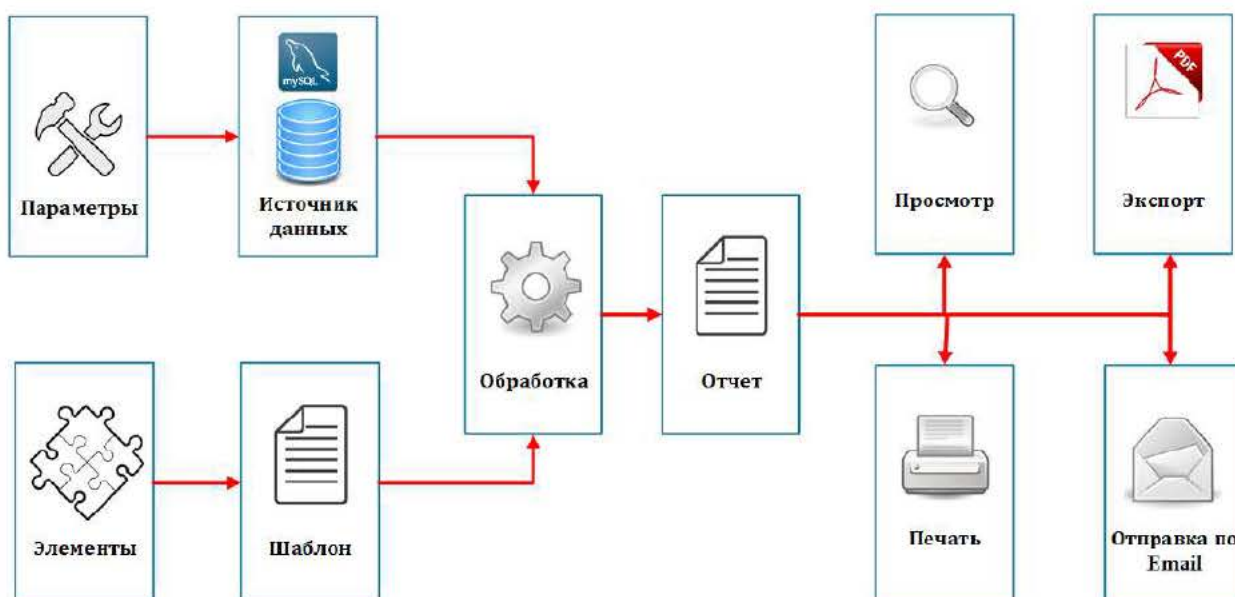 mySQL
PDF
Параметры
Источник
данных
Просмотр
Экспорт
Обработка
Отчет
Элементы
Шаблон
Печать
Отправка по
Email